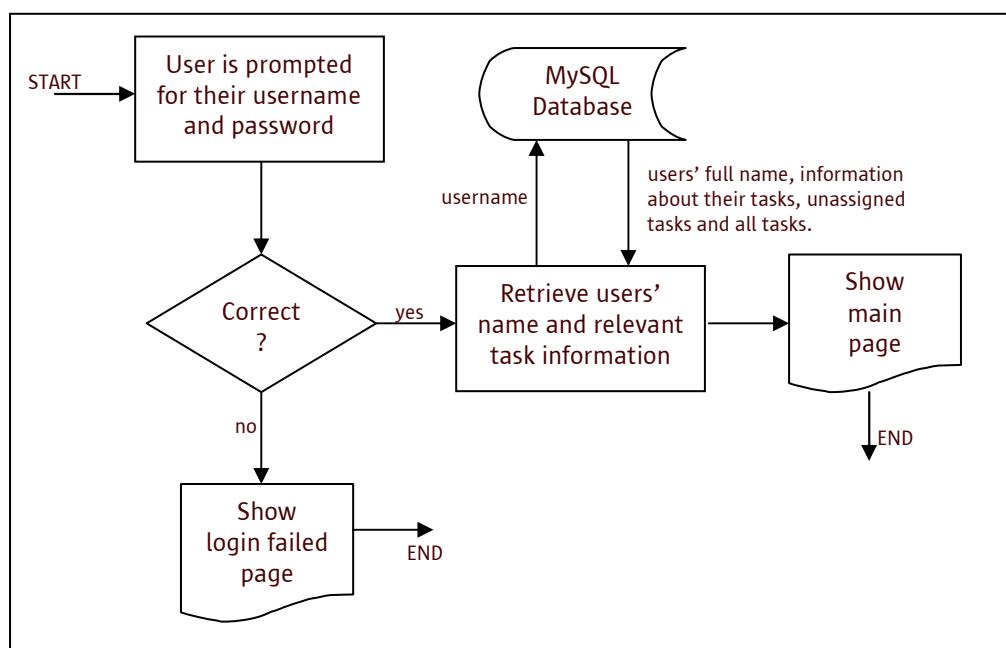 START
User is prompted
for their username
and password
MySQL
Database
username
users’ full name, information
about their tasks, unassigned
tasks and all tasks.
Correct
?
yes
Retrieve users’
name and relevant
task information
Show
main
page
END
no
Show
login failed
page
END